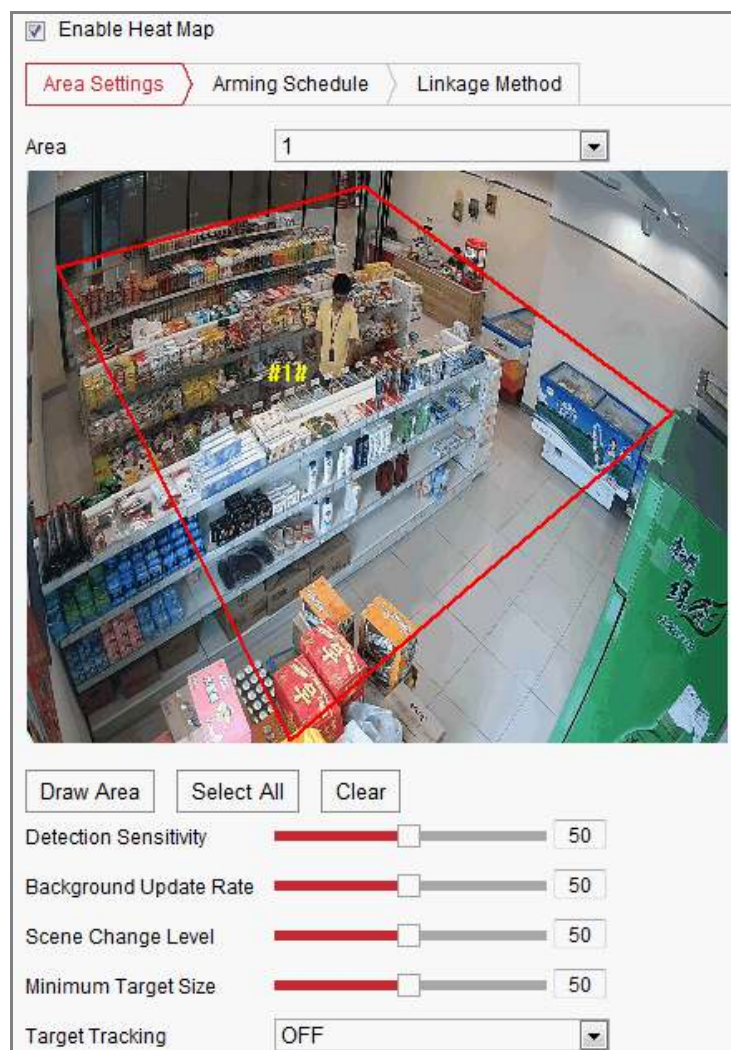 Enable Heat Map
Area Settings
Arming Schedule
Linkage Method
Area
1
#1#
Draw Area
Select All
Clear
Detection Sensitivity
50
Background Update Rate
50
Scene Change Level
50
Minimum Target Size
50
Target Tracking
OFF